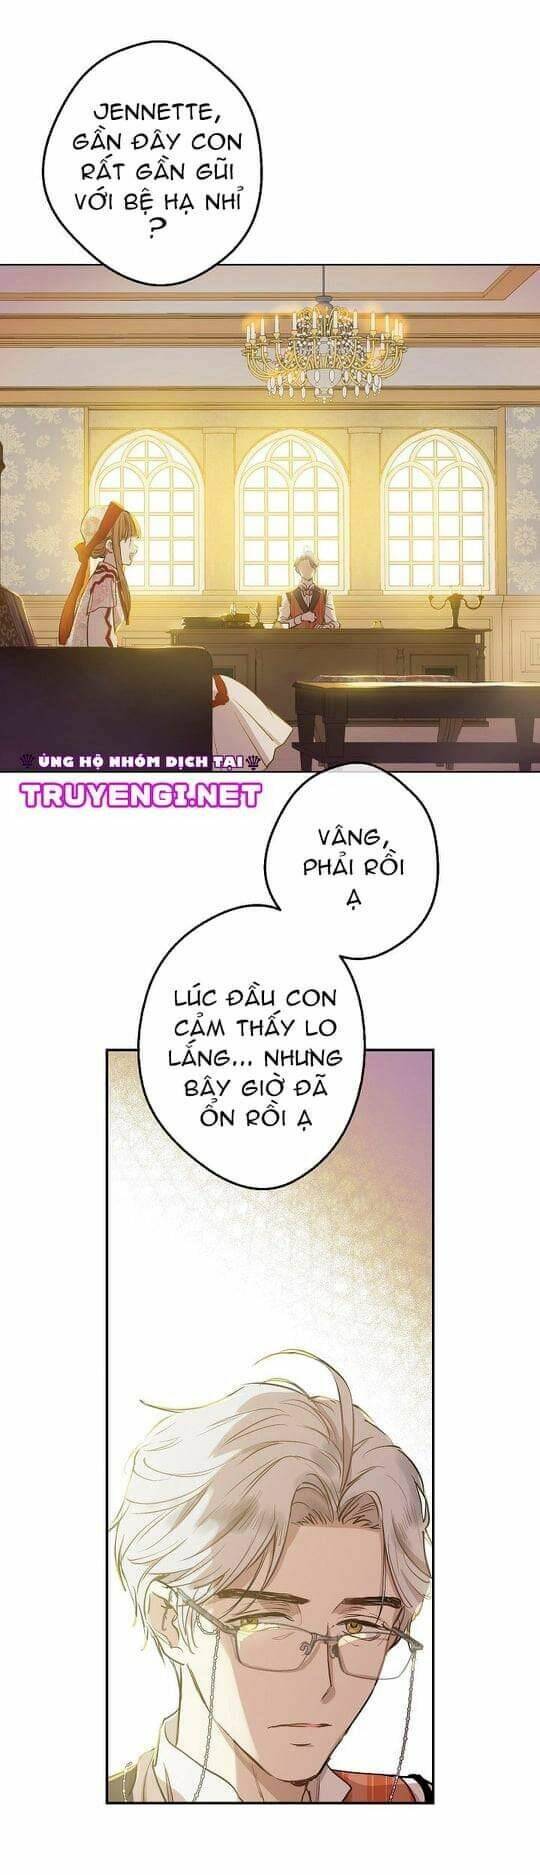 JENNETTE,
GẦN ĐÂY CON
RẤT GẦN GŨI
VỚI BỆ HẠ NHỈ
?
ỦNG HỘ NHÓM DỊCH TẠI
TRUYENGI.NET
VÂNG,
PHẢI RỒI
Ạ
LÚC ĐẦU CON
CẢM THẤY LO
LẮNG... NHƯNG
BÂY GIỜ ĐÃ
ỔN RỒI Ạ